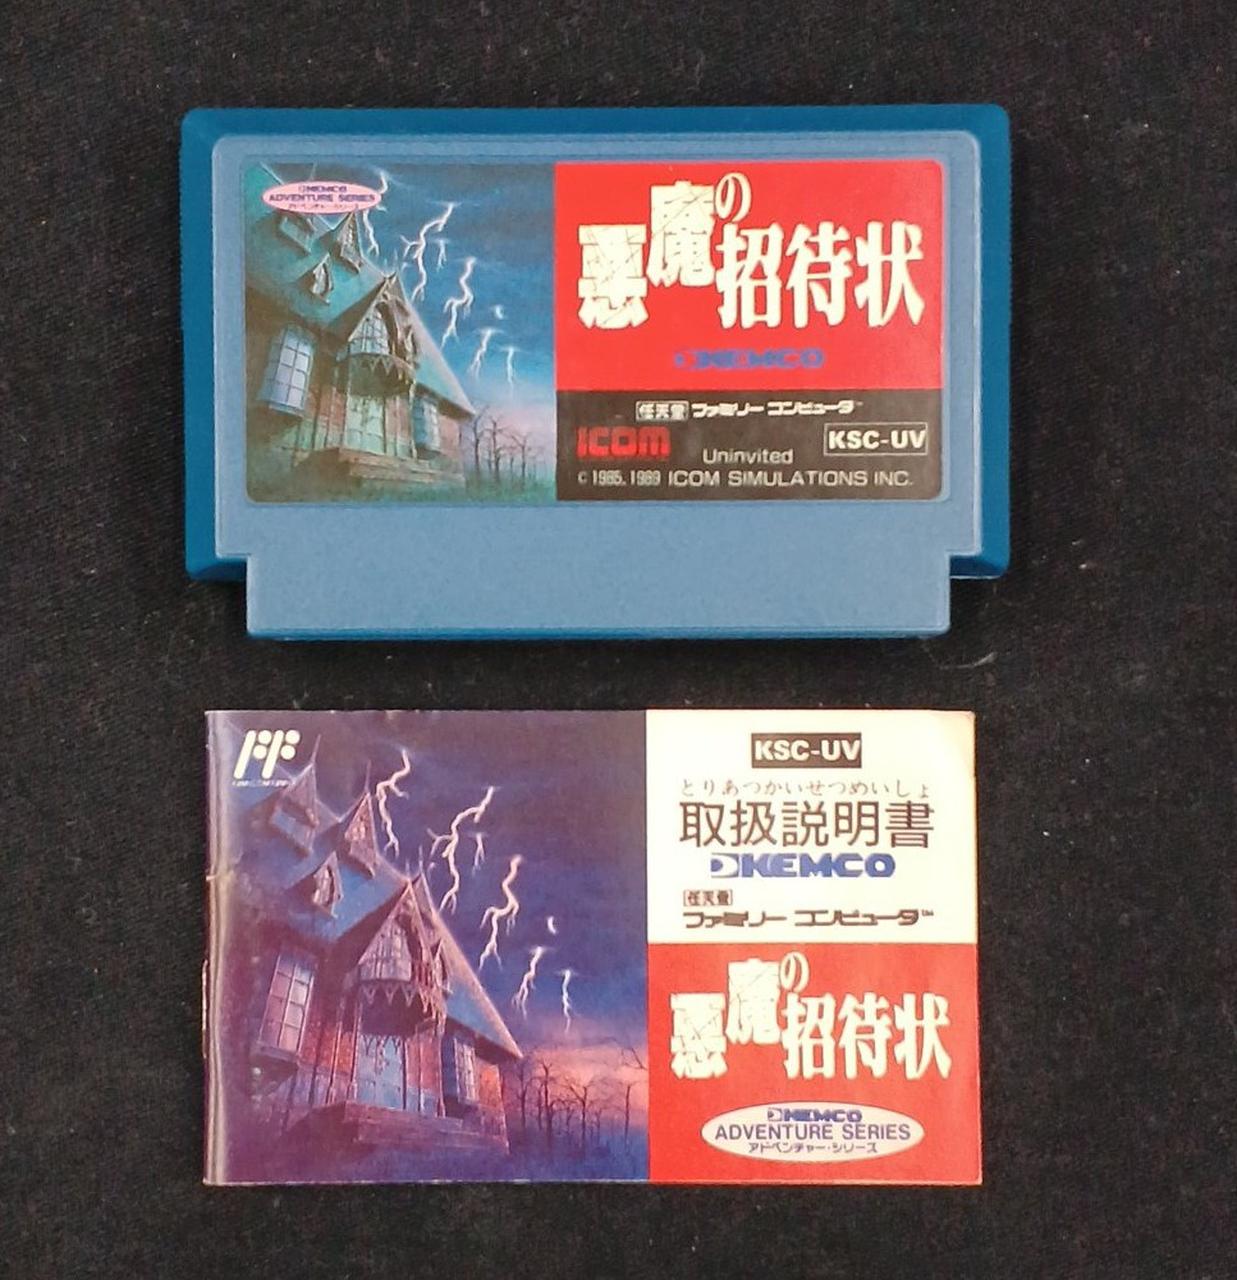 KEMCO
ADVENTURE SERIES
アドベンチャー・シリーズ
悪魔の招待状
KEMCO
任天堂 ファミリー コンピュータ™
ICOM
Uninvited
KSC-UV
© 1985, 1989 ICOM SIMULATIONS INC.
KSC-UV
とりあつかいせつめいしょ
取扱説明書
KEMCO
任天堂
ファミリー コンピュータ™
悪魔の招待状
KEMCO
ADVENTURE SERIES
アドベンチャー・シリーズ